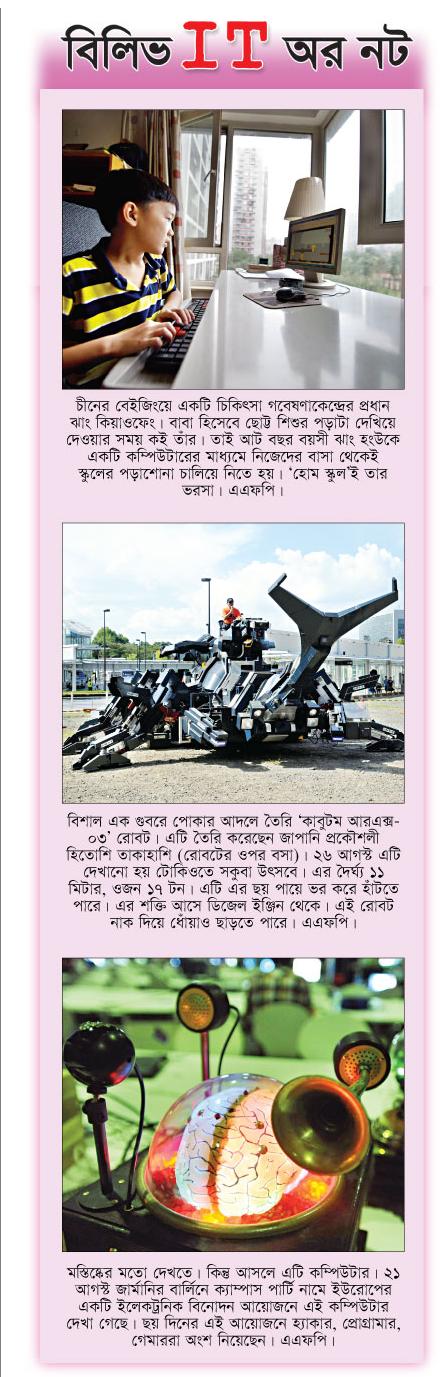 বিলিভ IT অর নট
চীনের বেইজিংয়ে একটি চিকিৎসা গবেষণাকেন্দ্রের প্রধান
ঝাং কিয়াওফেং। বাবা হিসেবে ছোট্ট শিশুর পড়াটা দেখিয়ে
দেওয়ার সময় কই তাঁর। তাই আট বছর বয়সী ঝাং হংউকে
একটি কম্পিউটারের মাধ্যমে নিজেদের বাসা থেকেই
স্কুলের পড়াশোনা চালিয়ে নিতে হয়। ‘হোম স্কুল’ই তার
ভরসা। এএফপি।
বিশাল এক গুবরে পোকার আদলে তৈরি ‘কাবুটম আরএক্স-
০৩’ রোবট। এটি তৈরি করেছেন জাপানি প্রকৌশলী
হিতোশি তাকাহাশি (রোবটের ওপর বসা)। ২৬ আগস্ট এটি
দেখানো হয় টোকিওতে সকুবা উৎসবে। এর দৈর্ঘ্য ১১
মিটার, ওজন ১৭ টন। এটি এর ছয় পায়ে ভর করে হাঁটতে
পারে। এর শক্তি আসে ডিজেল ইঞ্জিন থেকে। এই রোবট
নাক দিয়ে ধোঁয়াও ছাড়তে পারে। এএফপি।
মস্তিষ্কের মতো দেখতে। কিন্তু আসলে এটি কম্পিউটার। ২১
আগস্ট জার্মানির বার্লিনে ক্যাম্পাস পার্টি নামে ইউরোপের
একটি ইলেকট্রনিক বিনোদন আয়োজনে এই কম্পিউটার
দেখা গেছে। ছয় দিনের এই আয়োজনে হ্যাকার, প্রোগ্রামার,
গেমাররা অংশ নিয়েছেন। এএফপি।